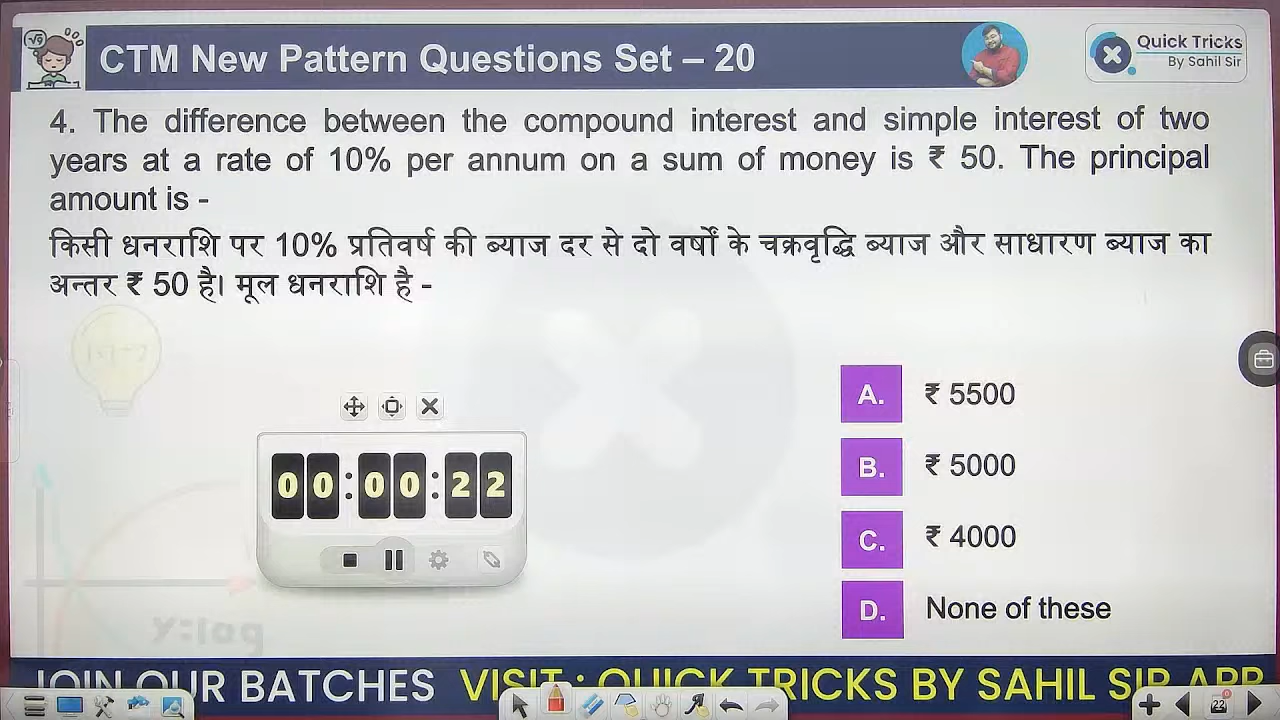 CTM New Pattern Questions Set – 20
Quick Tricks
By Sahil Sir
4. The difference between the compound interest and simple interest of two
years at a rate of 10% per annum on a sum of money is ₹ 50. The principal
amount is -
किसी धनराशि पर 10% प्रतिवर्ष की ब्याज दर से दो वर्षों के चक्रवृद्धि ब्याज और साधारण ब्याज का
अन्तर ₹ 50 है। मूल धनराशि है -
A. ₹ 5500
B. ₹ 5000
C. ₹ 4000
D. None of these
00:00:22
y=log
JOIN OUR BATCHES VISIT : QUICK TRICKS BY SAHIL SIR APP
22